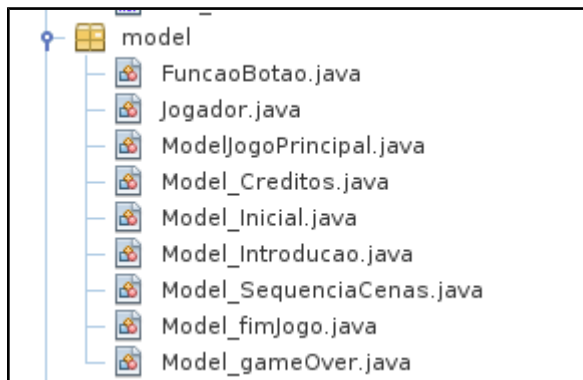 model
FuncaoBotao.java
Jogador.java
ModelJogoPrincipal.java
Model_Creditos.java
Model_Inicial.java
Model_Introducao.java
Model_SequenciaCenas.java
Model_fimJogo.java
Model_gameOver.java